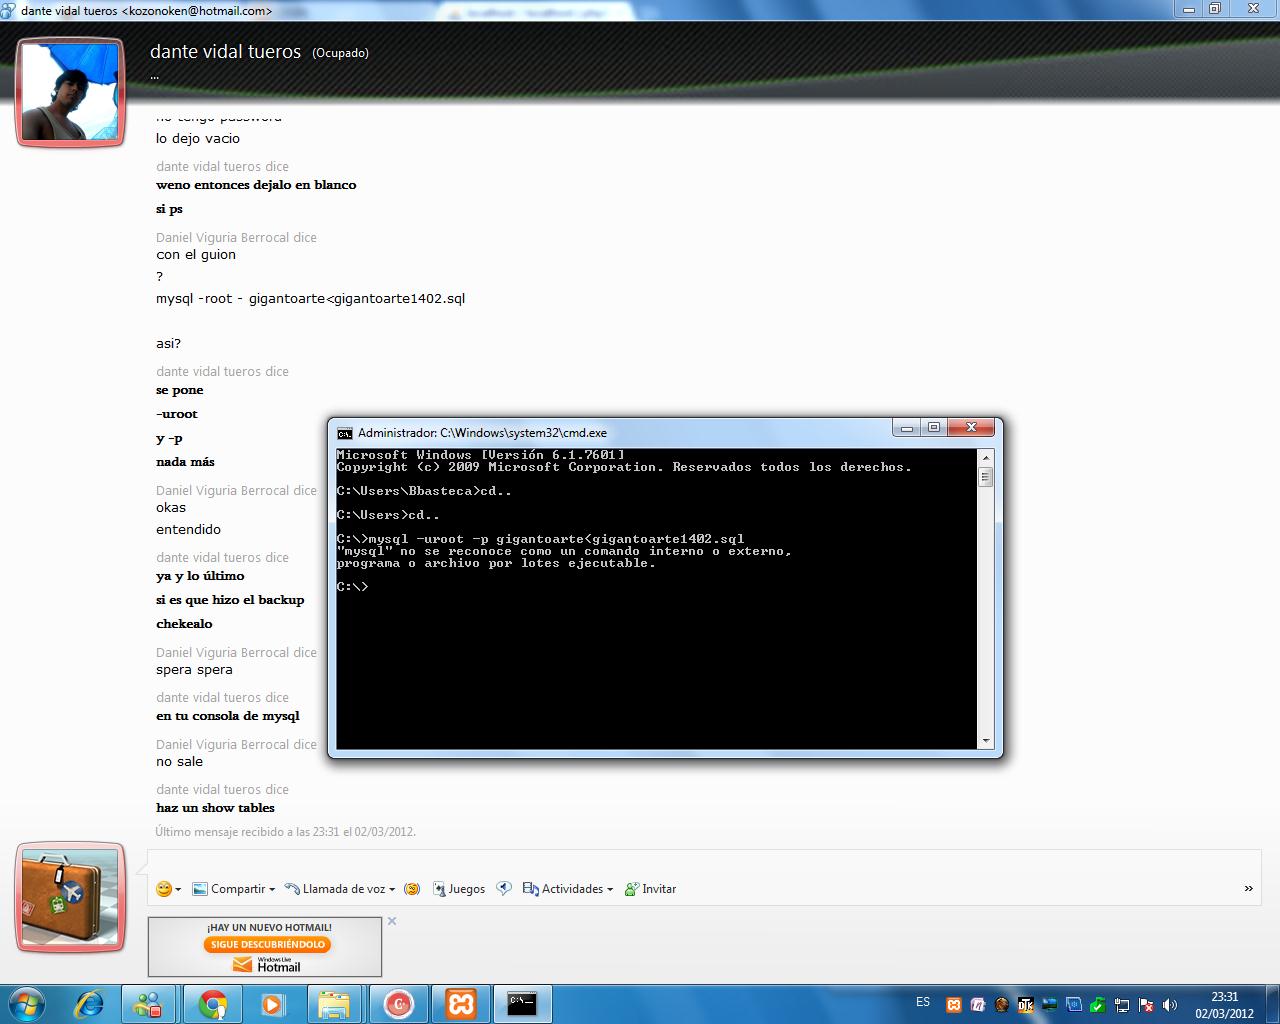 dante vidal tueros <kozonoken@hotmail.com>
dante vidal tueros (Ocupado)
...
no tengo password
lo dejo vacio
dante vidal tueros dice
weno entonces dejalo en blanco
si ps
Daniel Viguria Berrocal dice
con el guion
?
mysql -root - gigantoarte<gigantoarte1402.sql
asi?
dante vidal tueros dice
se pone
-uroot
y -p
nada más
Daniel Viguria Berrocal dice
okas
entendido
dante vidal tueros dice
ya y lo último
si es que hizo el backup
chekealo
Daniel Viguria Berrocal dice
spera spera
dante vidal tueros dice
en tu consola de mysql
Daniel Viguria Berrocal dice
no sale
dante vidal tueros dice
haz un show tables
Último mensaje recibido a las 23:31 el 02/03/2012.
Administrador: C:\Windows\system32\cmd.exe
Microsoft Windows [Versión 6.1.7601]
Copyright (c) 2009 Microsoft Corporation. Reservados todos los derechos.
C:\Users\Bbasteca>cd..
C:\Users>cd..
C:\>mysql -uroot -p gigantoarte<gigantoarte1402.sql
"mysql" no se reconoce como un comando interno o externo,
programa o archivo por lotes ejecutable.
C:\>
Compartir Llamada de voz Juegos Actividades Invitar
¡HAY UN NUEVO HOTMAIL!
SIGUE DESCUBRIÉNDOLO
Windows Live
Hotmail
ES
23:31
02/03/2012